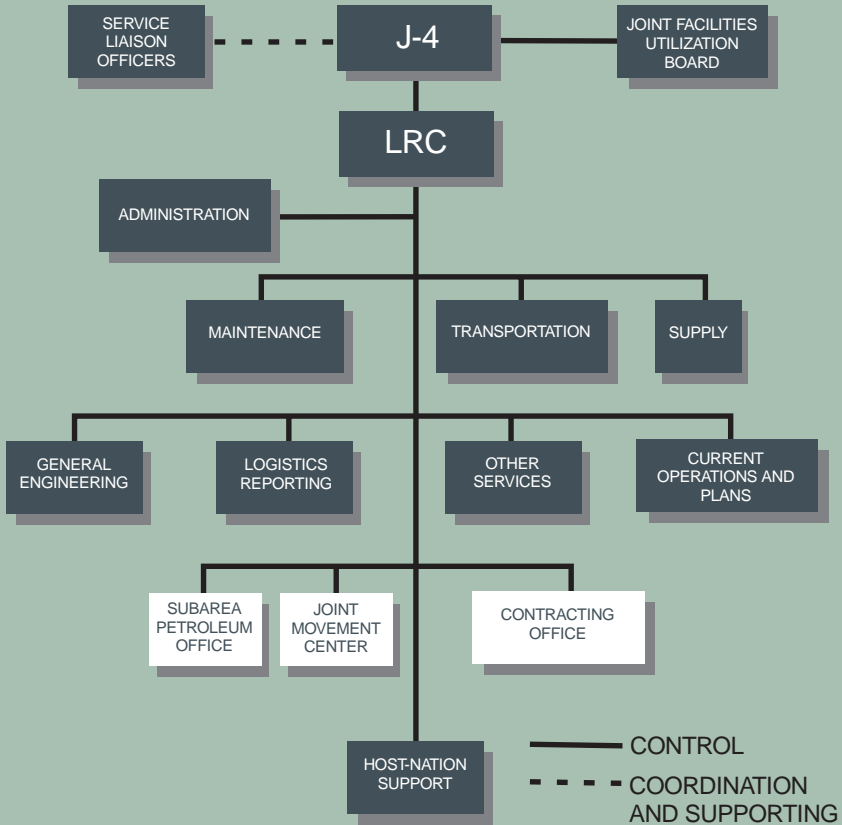 SERVICE
LIAISON
OFFICERS
J-4
JOINT FACILITIES
UTILIZATION
BOARD
LRC
ADMINISTRATION
MAINTENANCE
TRANSPORTATION
SUPPLY
GENERAL
ENGINEERING
LOGISTICS
REPORTING
OTHER
SERVICES
CURRENT
OPERATIONS AND
PLANS
SUBAREA
PETROLEUM
OFFICE
JOINT
MOVEMENT
CENTER
CONTRACTING
OFFICE
HOST-NATION
SUPPORT
CONTROL
COORDINATION
AND SUPPORTING